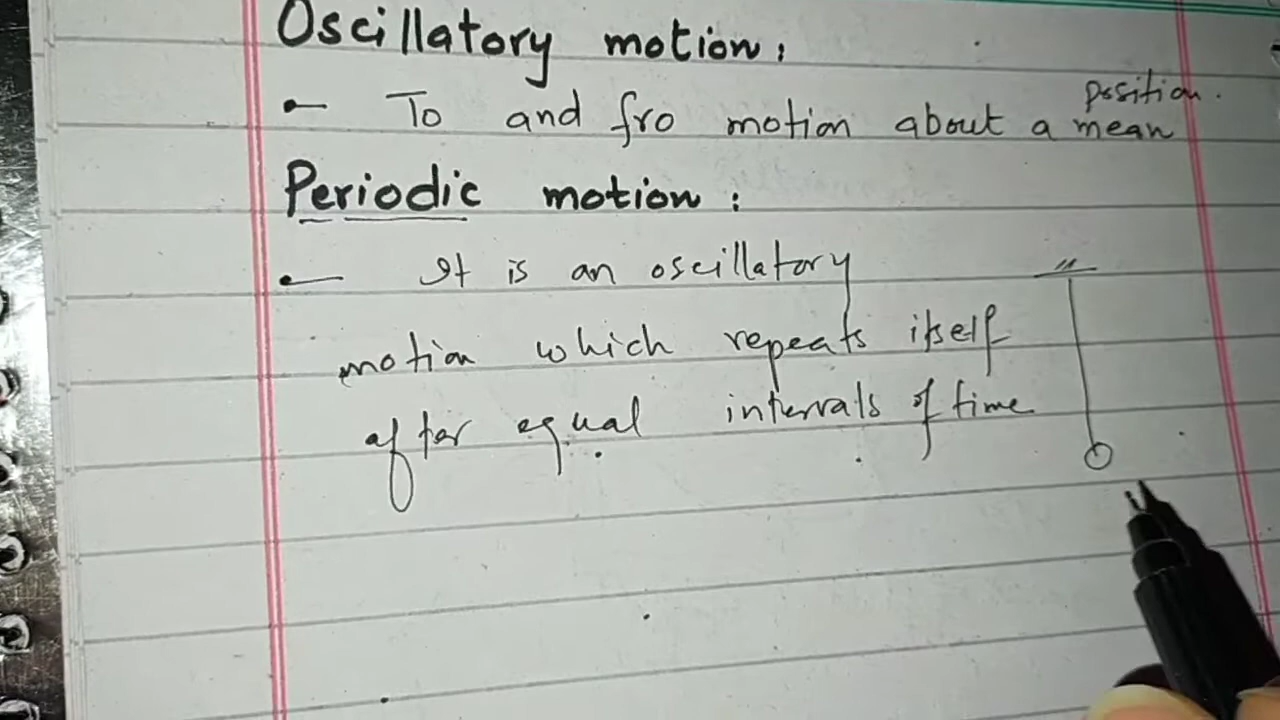 Oscillatory motion:
To and fro motion about a mean position.
Periodic motion:
It is an oscillatory
motion which repeats itself
after equal intervals of time